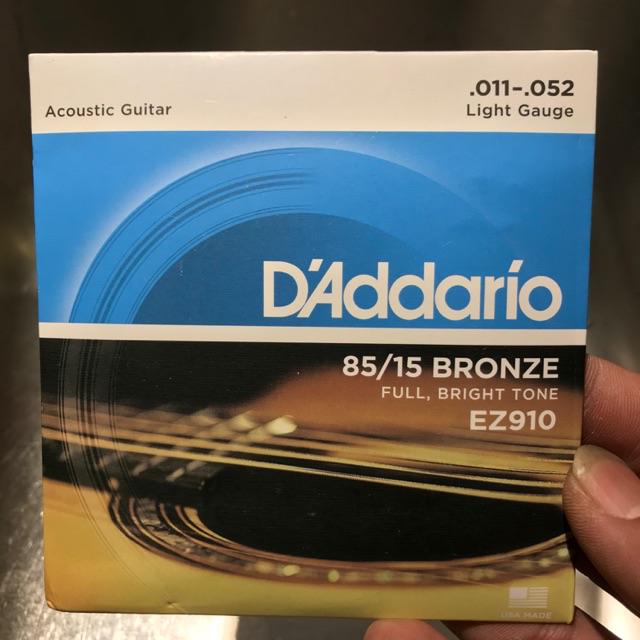 .011–.052
Acoustic Guitar
Light Gauge
D'Addario
85/15 BRONZE
FULL, BRIGHT TONE
EZ910
USA MADE